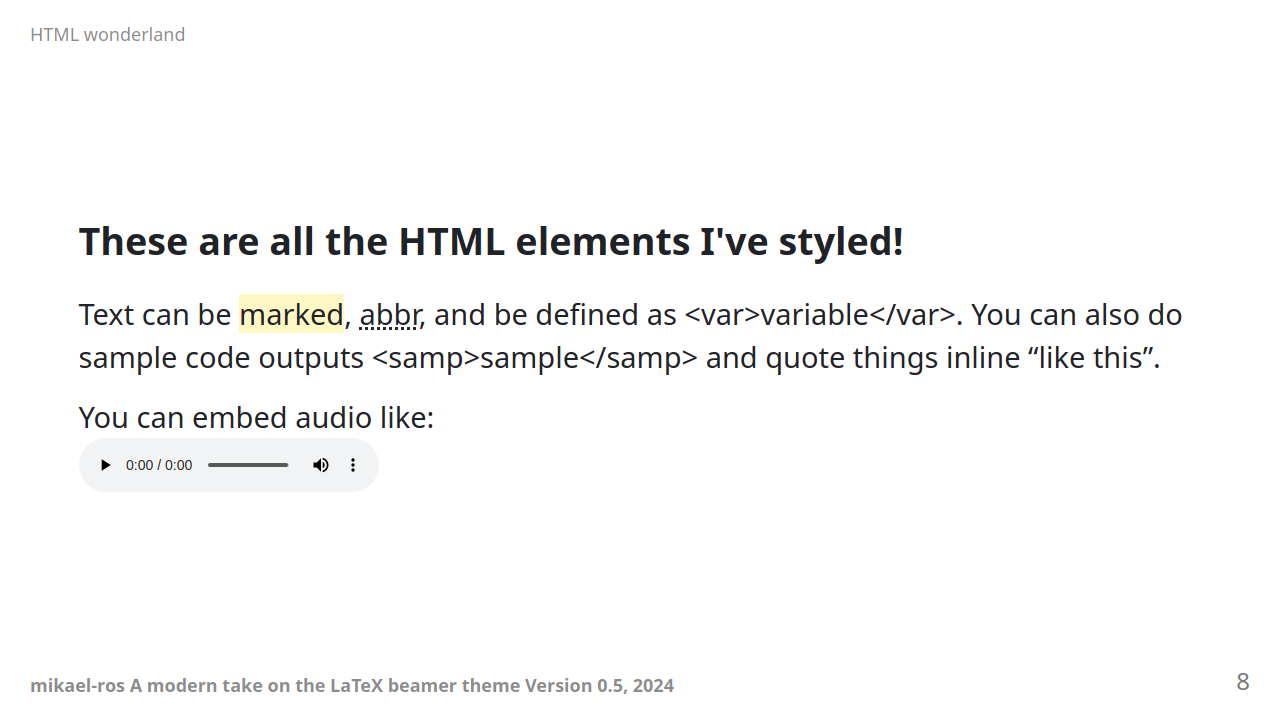 HTML wonderland
These are all the HTML elements I've styled!
Text can be marked, abbr, and be defined as <var>variable</var>. You can also do
sample code outputs <samp>sample</samp> and quote things inline “like this”.
You can embed audio like:
0:00 / 0:00
mikael-ros A modern take on the LaTeX beamer theme Version 0.5, 2024
8